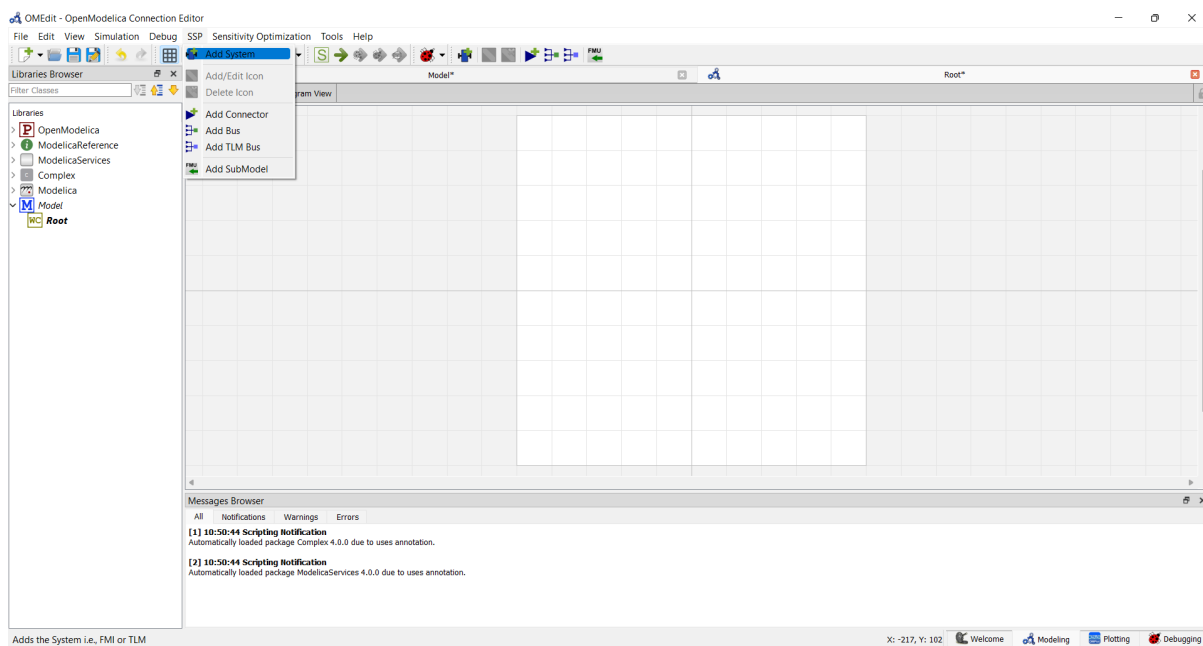 OMEdit - OpenModelica Connection Editor
File Edit View Simulation Debug SSP Sensitivity Optimization Tools Help
Add System
S
FMU
Libraries Browser
Add/Edit Icon
Model*
Root*
Filter Classes
Delete Icon
gram View
Libraries
Add Connector
P OpenModelica
Add Bus
i ModelicaReference
Add TLM Bus
ModelicaServices
FMU Add SubModel
C Complex
Modelica
M Model
WC Root
Messages Browser
All Notifications Warnings Errors
[1] 10:50:44 Scripting Notification
Automatically loaded package Complex 4.0.0 due to uses annotation.
[2] 10:50:44 Scripting Notification
Automatically loaded package ModelicaServices 4.0.0 due to uses annotation.
Adds the System i.e., FMI or TLM
X: -217, Y: 102
Welcome
Modeling
Plotting
Debugging